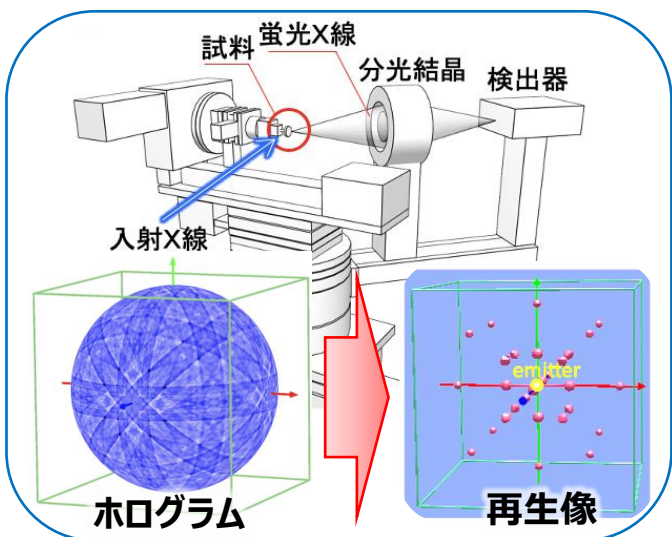 蛍光X線
試料
分光結晶
検出器
入射X線
emitter
ホログラム
再生像